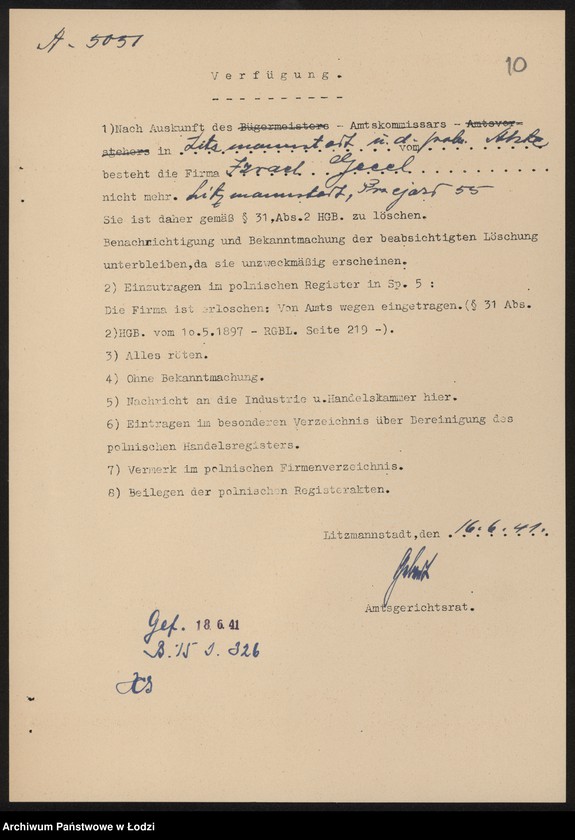 A - 5051
10
Verfügung.
- - - - - - - - - -
1)Nach Auskunft des Bügermeisters - Amtskommissars - Amtsvor-
stehers in Litzmannstadt u. d. poln. Akte vom
besteht die Firma Izrael Gecel
nicht mehr. Litzmannstadt, 55
Sie ist daher gemäß § 31,Abs.2 HGB. zu löschen.
Benachrichtigung und Bekanntmachung der beabsichtigten Löschung
unterbleiben,da sie unzweckmäßig erscheinen.
2) Einzutragen im polnischen Register in Sp. 5 :
Die Firma ist erloschen: Von Amts wegen eingetragen.(§ 31 Abs.
2)HGB. vom 1o.5.1897 - RGBL. Seite 219 -).
3) Alles röten.
4) Ohne Bekanntmachung.
5) Nachricht an die Industrie u.Handelskammer hier.
6) Eintragen im besonderen Verzeichnis über Bereinigung des
polnischen Handelsregisters.
7) Vermerk im polnischen Firmenverzeichnis.
8) Beilegen der polnischen Registerakten.
Litzmannstadt,den 16.6.41.
Amtsgerichtsrat.
Gef. 18.6.41
B. 15 S. 326
Archiwum Państwowe w Łodzi